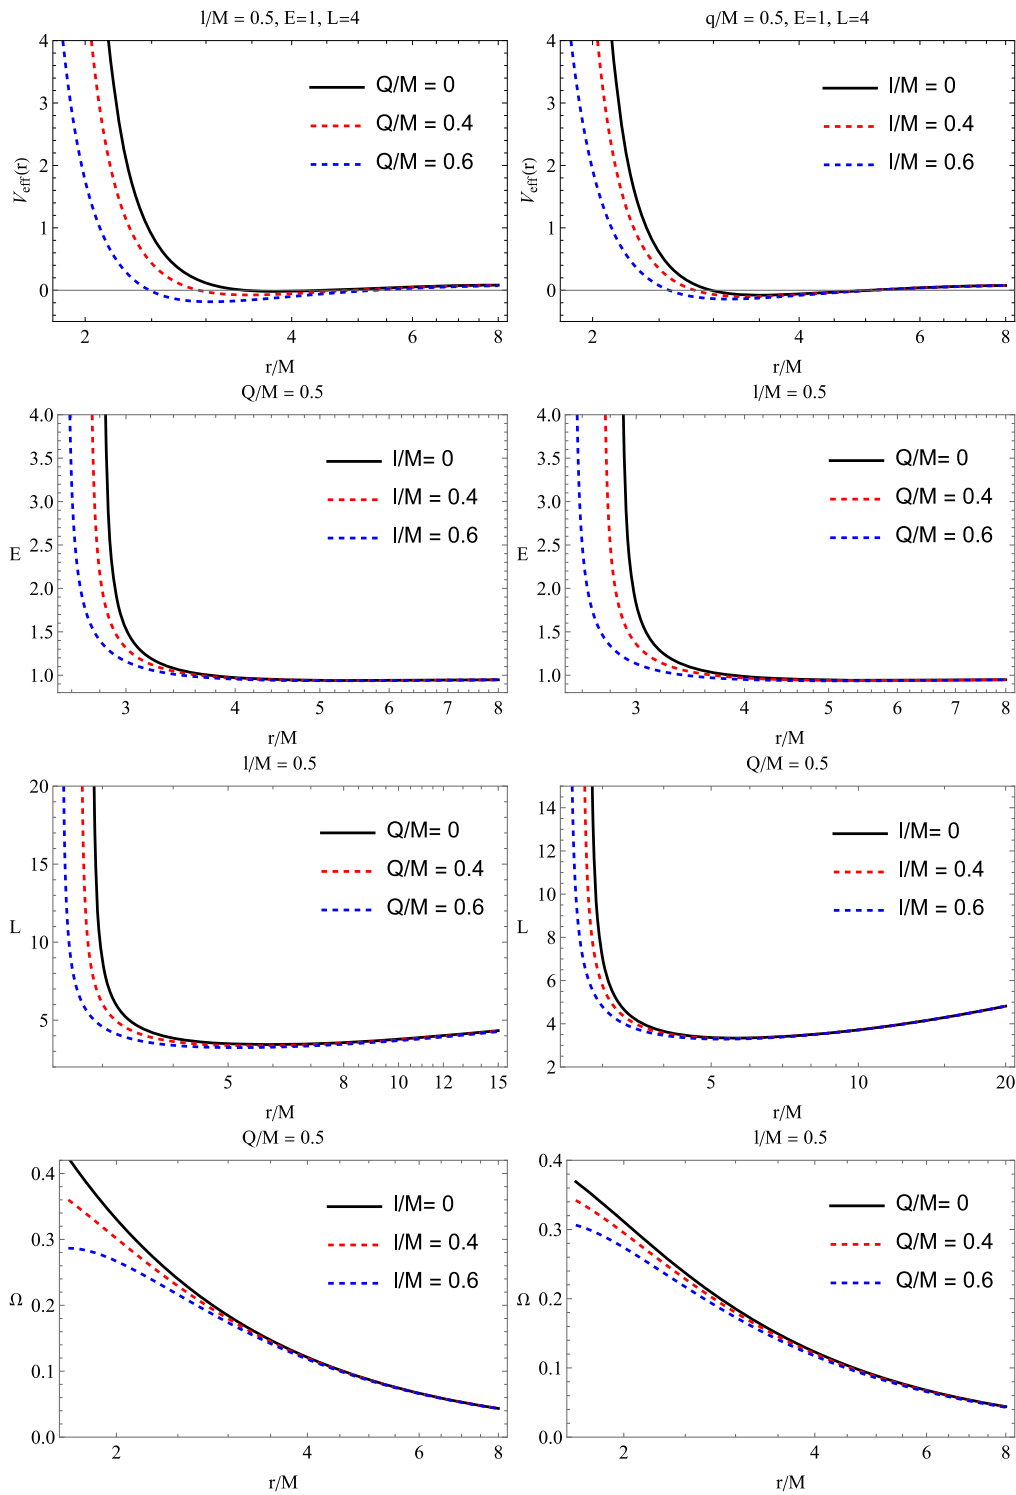 l/M = 0.5, E=1, L=4
4
3
2
1
0
V_eff(r)
Q/M = 0
Q/M = 0.4
Q/M = 0.6
2 4 6 8
r/M
q/M = 0.5, E=1, L=4
4
3
2
1
0
V_eff(r)
l/M = 0
l/M = 0.4
l/M = 0.6
2 4 6 8
r/M
Q/M = 0.5
4.0
3.5
3.0
2.5
2.0
1.5
1.0
E
l/M= 0
l/M = 0.4
l/M = 0.6
3 4 5 6 7 8
r/M
l/M = 0.5
4.0
3.5
3.0
2.5
2.0
1.5
1.0
E
Q/M= 0
Q/M = 0.4
Q/M = 0.6
3 4 5 6 7 8
r/M
l/M = 0.5
20
15
10
5
L
Q/M= 0
Q/M = 0.4
Q/M = 0.6
5 8 10 12 15
r/M
Q/M = 0.5
14
12
10
8
6
4
2
L
l/M= 0
l/M = 0.4
l/M = 0.6
5 10 20
r/M
Q/M = 0.5
0.4
0.3
0.2
0.1
0.0
Ω
l/M= 0
l/M = 0.4
l/M = 0.6
2 4 6 8
r/M
l/M = 0.5
0.4
0.3
0.2
0.1
0.0
Ω
Q/M= 0
Q/M = 0.4
Q/M = 0.6
2 4 6 8
r/M